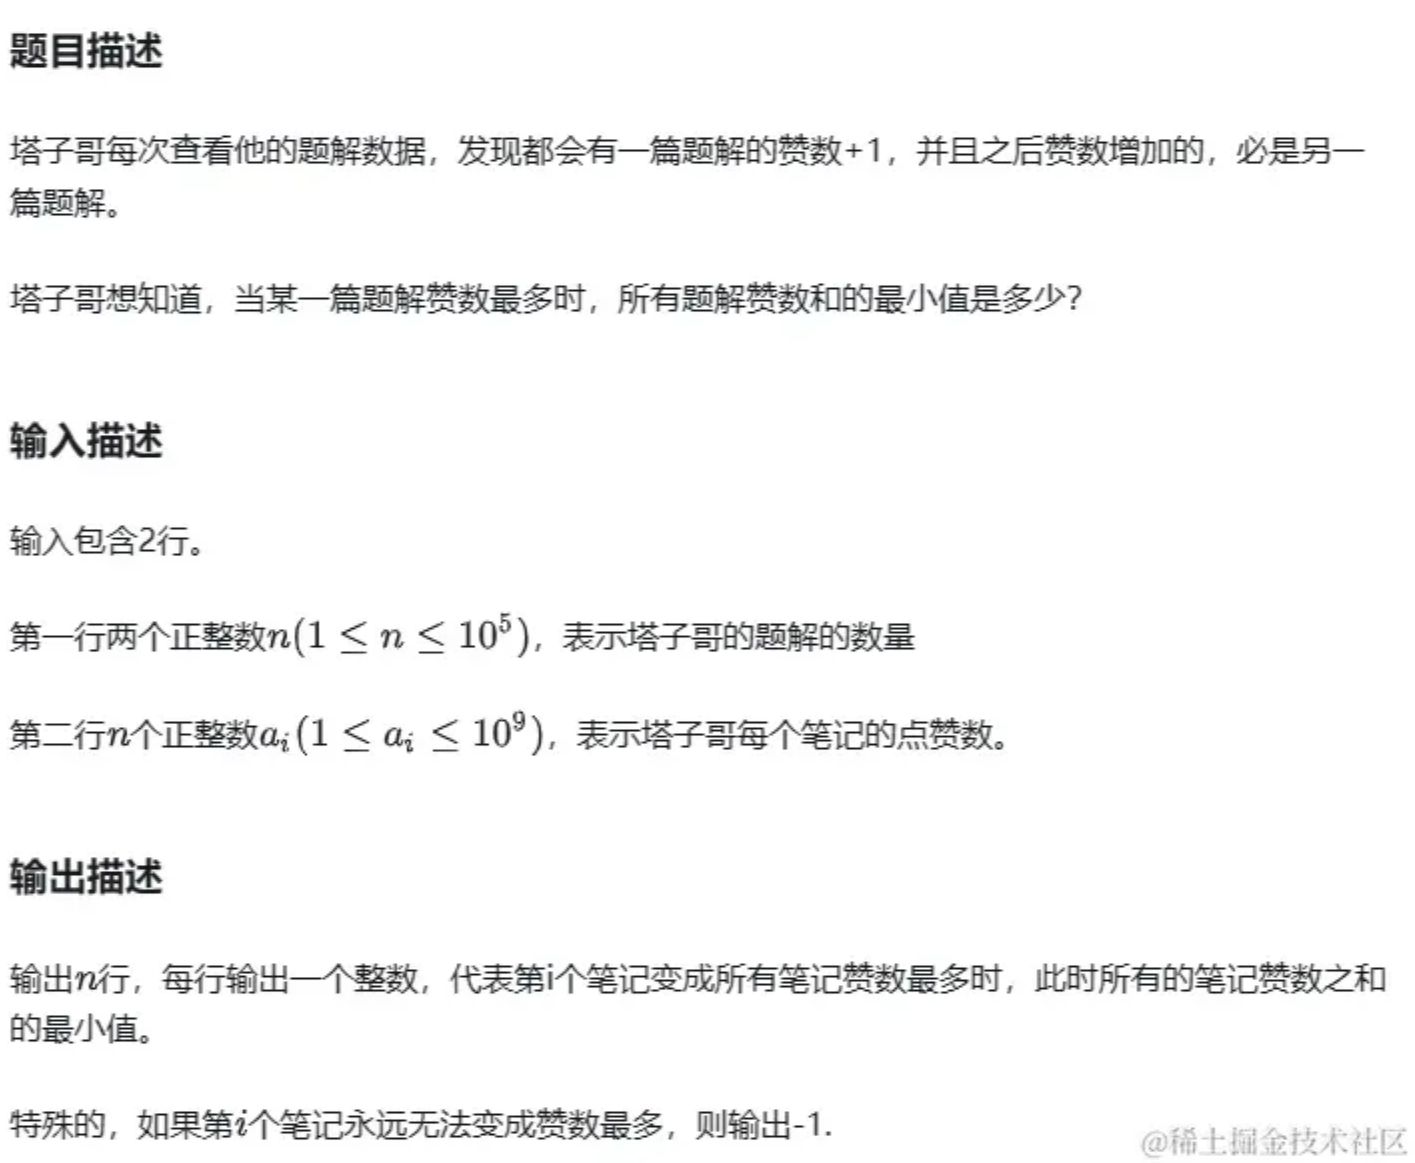 题目描述
塔子哥每次查看他的题解数据，发现都会有一篇题解的赞数+1，并且之后赞数增加的，必是另一
篇题解。
塔子哥想知道，当某一篇题解赞数最多时，所有题解赞数和的最小值是多少？
输入描述
输入包含2行。
第一行两个正整数n(1 ≤ n ≤ 10⁵)，表示塔子哥的题解的数量
第二行n个正整数aᵢ(1 ≤ aᵢ ≤ 10⁹)，表示塔子哥每个笔记的点赞数。
输出描述
输出n行，每行输出一个整数，代表第i个笔记变成所有笔记赞数最多时，此时所有的笔记赞数之和
的最小值。
特殊的，如果第i个笔记永远无法变成赞数最多，则输出-1.
@稀土掘金技术社区